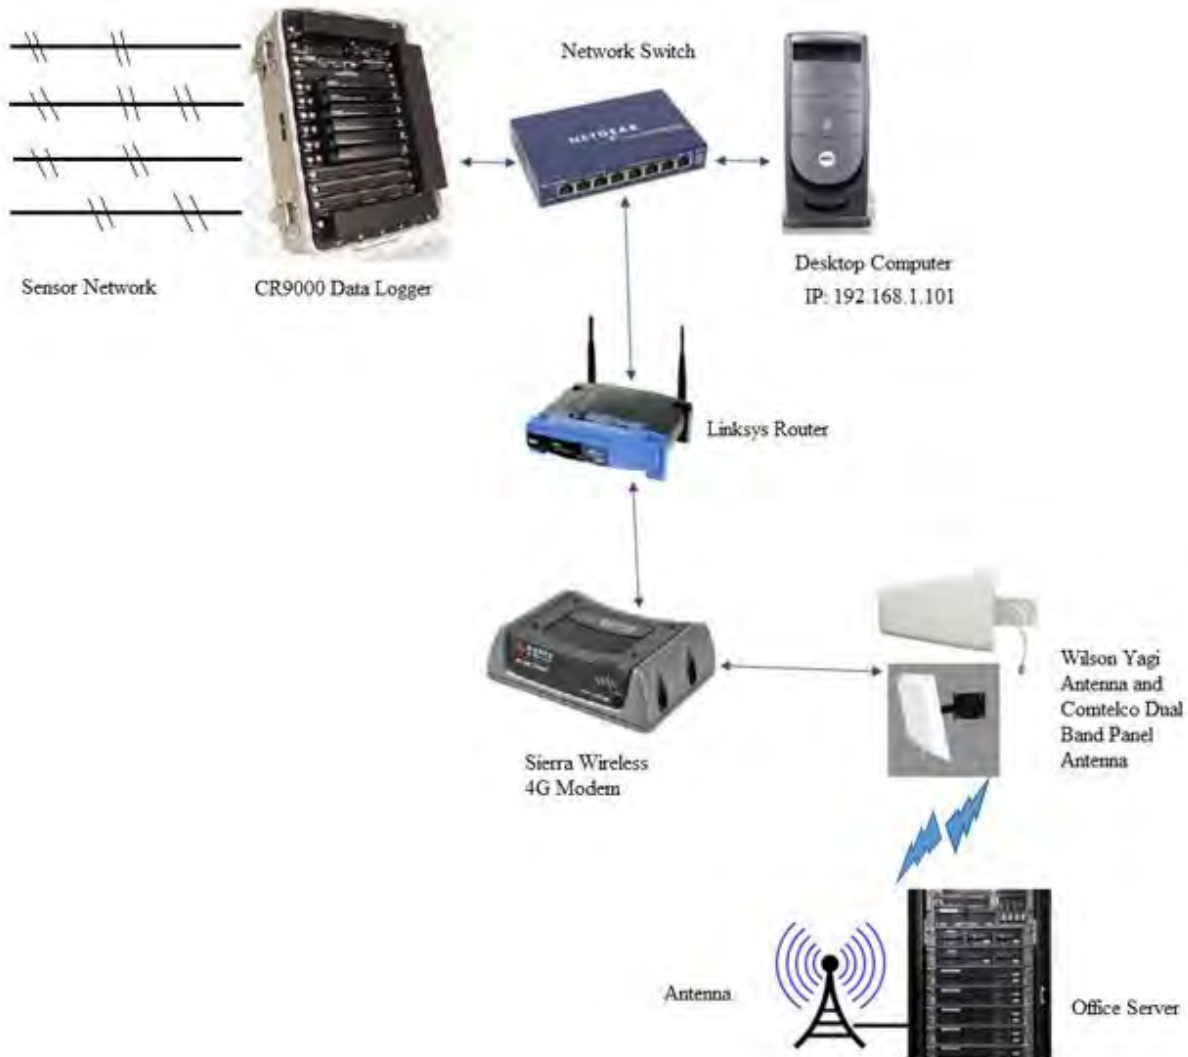 Network Switch
NETGEAR
Sensor Network
CR9000 Data Logger
Desktop Computer
IP: 192.168.1.101
Linksys Router
Sierra Wireless
4G Modem
Wilson Yagi
Antenna and
Comtelco Dual
Band Panel
Antenna
Antenna
Office Server